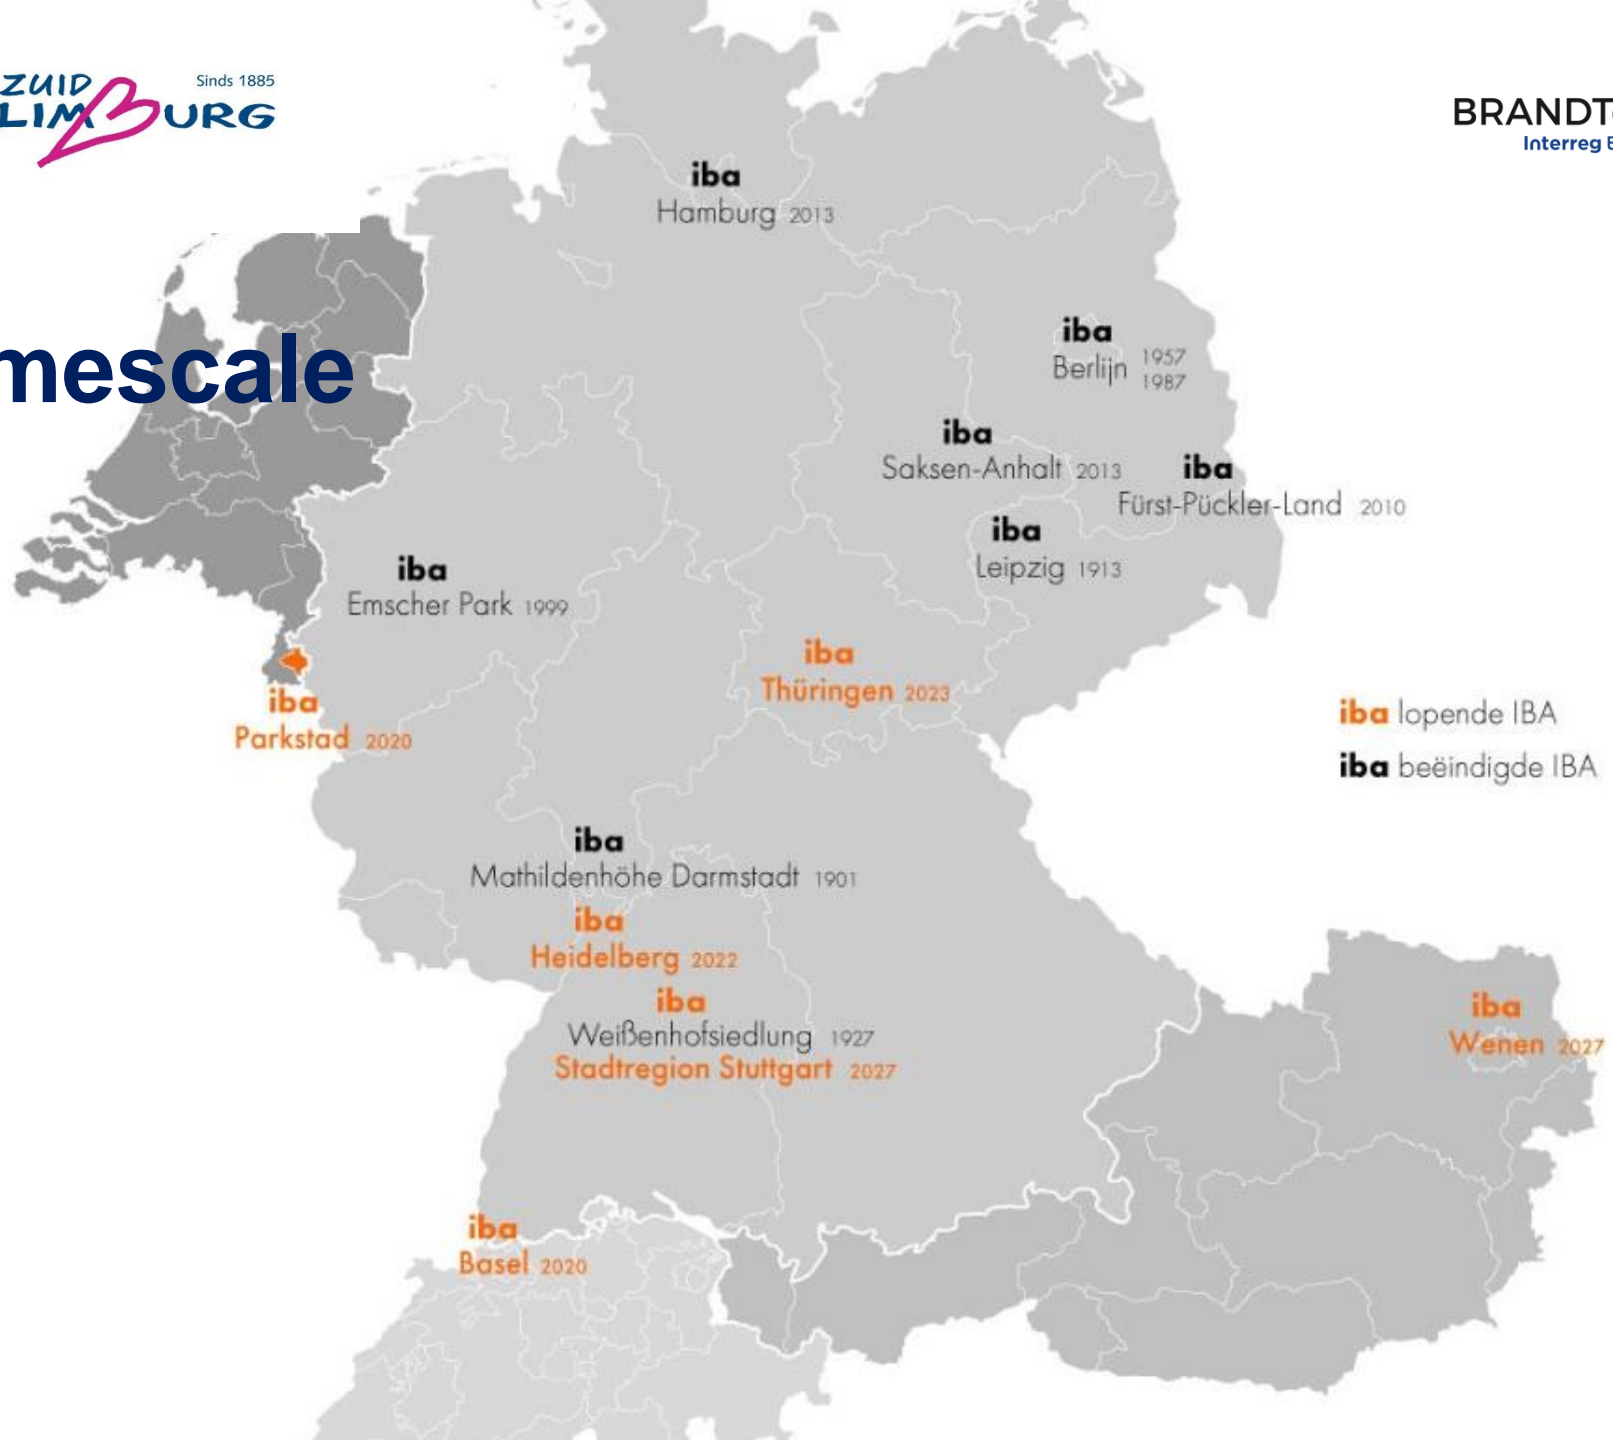 ZUID
LIMBURG
Sinds 1885
BRANDT
Interreg
mescale
iba
Hamburg 2013
iba
Berlijn 1957
1987
iba
Saksen-Anhalt 2013
iba
Fürst-Pückler-Land 2010
iba
Leipzig 1913
iba
Emscher Park 1999
iba
Thüringen 2023
iba
Parkstad 2020
iba lopende IBA
iba beëindigde IBA
iba
Mathildenhöhe Darmstadt 1901
iba
Heidelberg 2022
iba
Weißenhofsiedlung 1927
Stadtregion Stuttgart 2027
iba
Wenen 2027
iba
Basel 2020